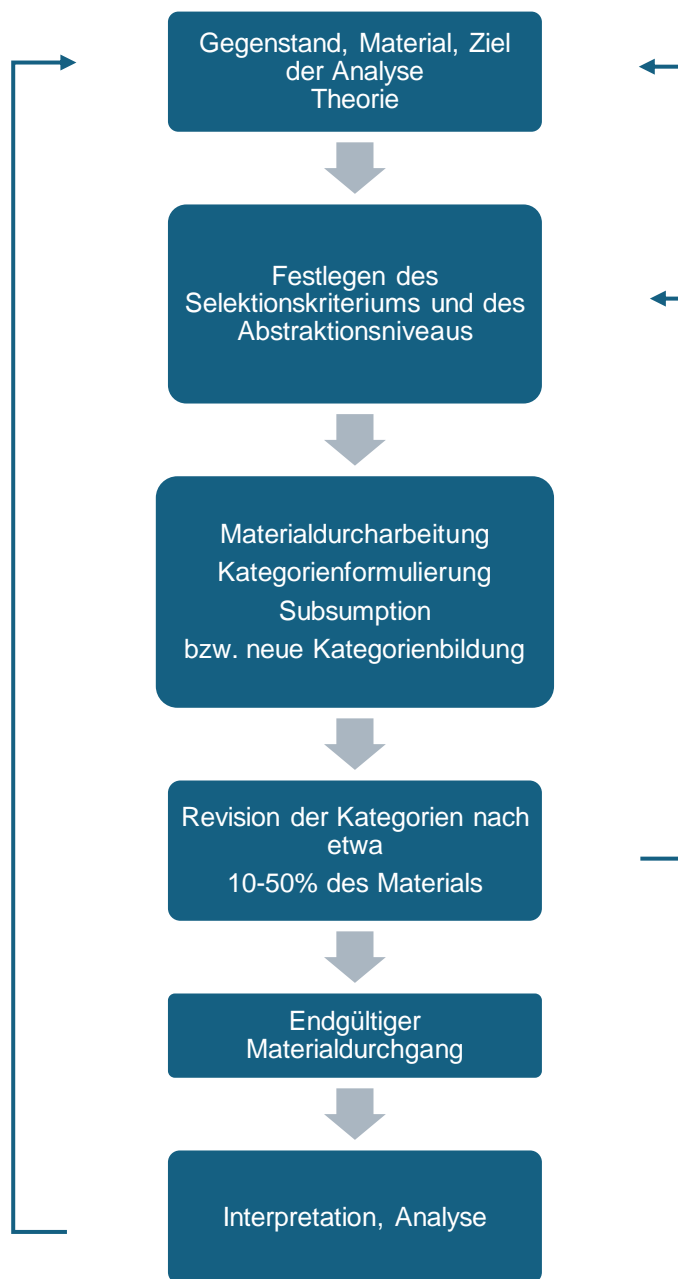 Gegenstand, Material, Ziel
der Analyse
Theorie
Festlegen des
Selektionskriteriums und des
Abstraktionsniveaus
Materialdurcharbeitung
Kategorienformulierung
Subsumption
bzw. neue Kategorienbildung
Revision der Kategorien nach
etwa
10-50% des Materials
Endgültiger
Materialdurchgang
Interpretation, Analyse